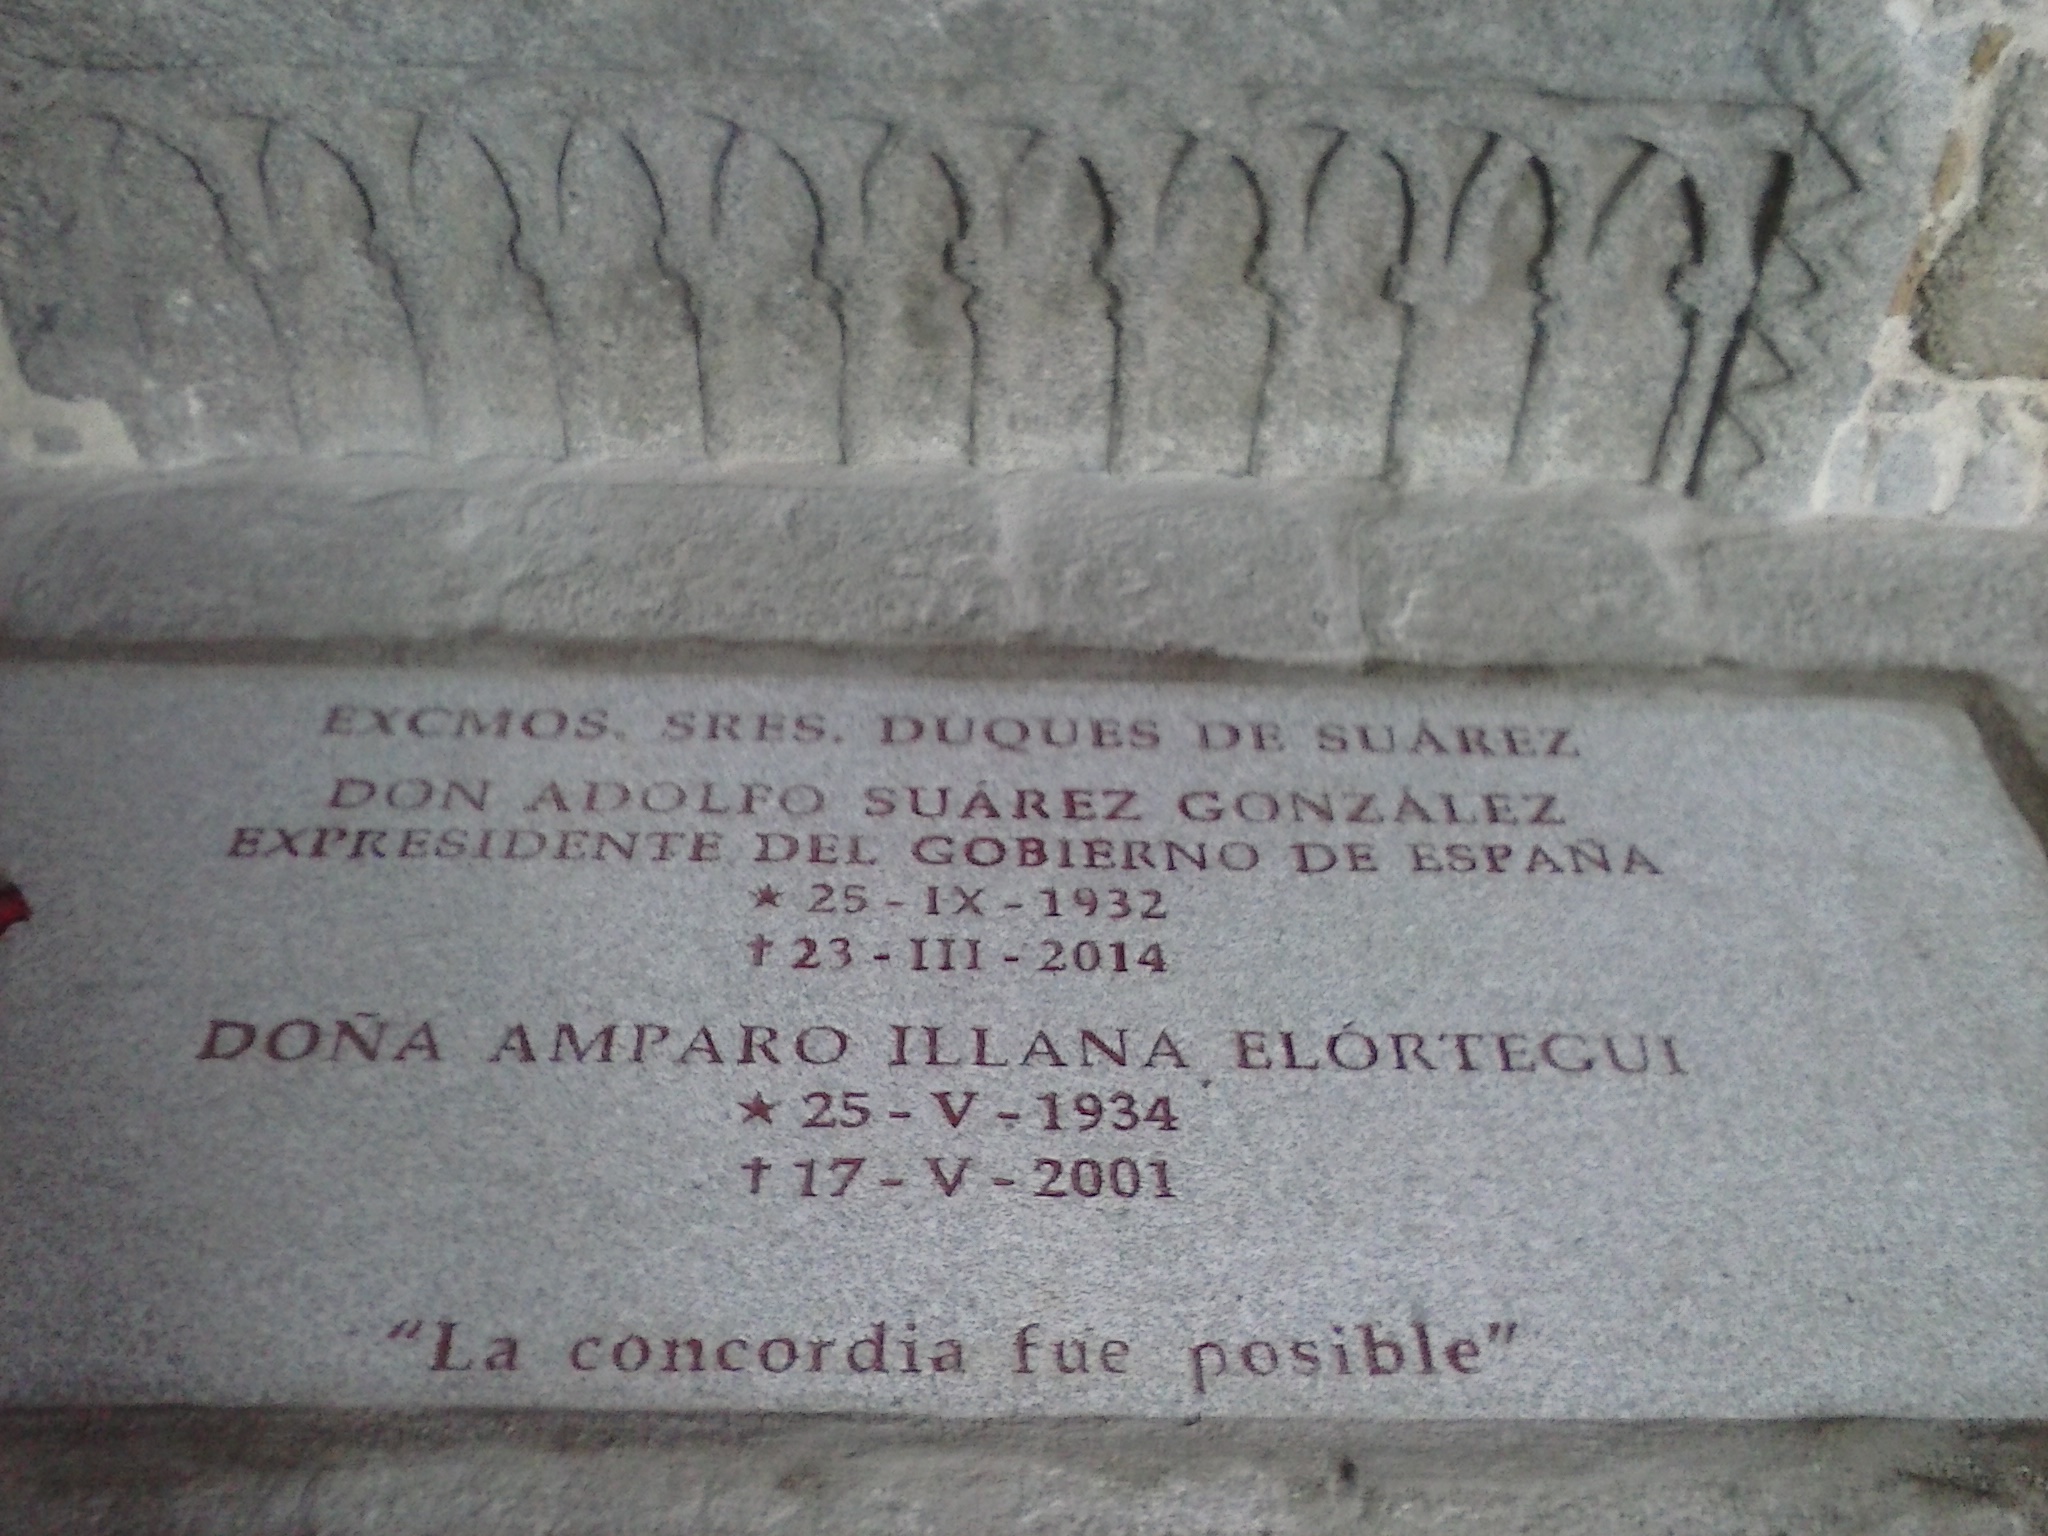 EXCMOS. SRES. DUQUES DE SUÁREZ
DON ADOLFO SUÁREZ GONZÁLEZ
EXPRESIDENTE DEL GOBIERNO DE ESPAÑA
★ 25 - IX - 1932
† 23 - III - 2014
DOÑA AMPARO ILLANA ELÓRTEGUI
★ 25 - V - 1934
† 17 - V - 2001
“La concordia fue posible”